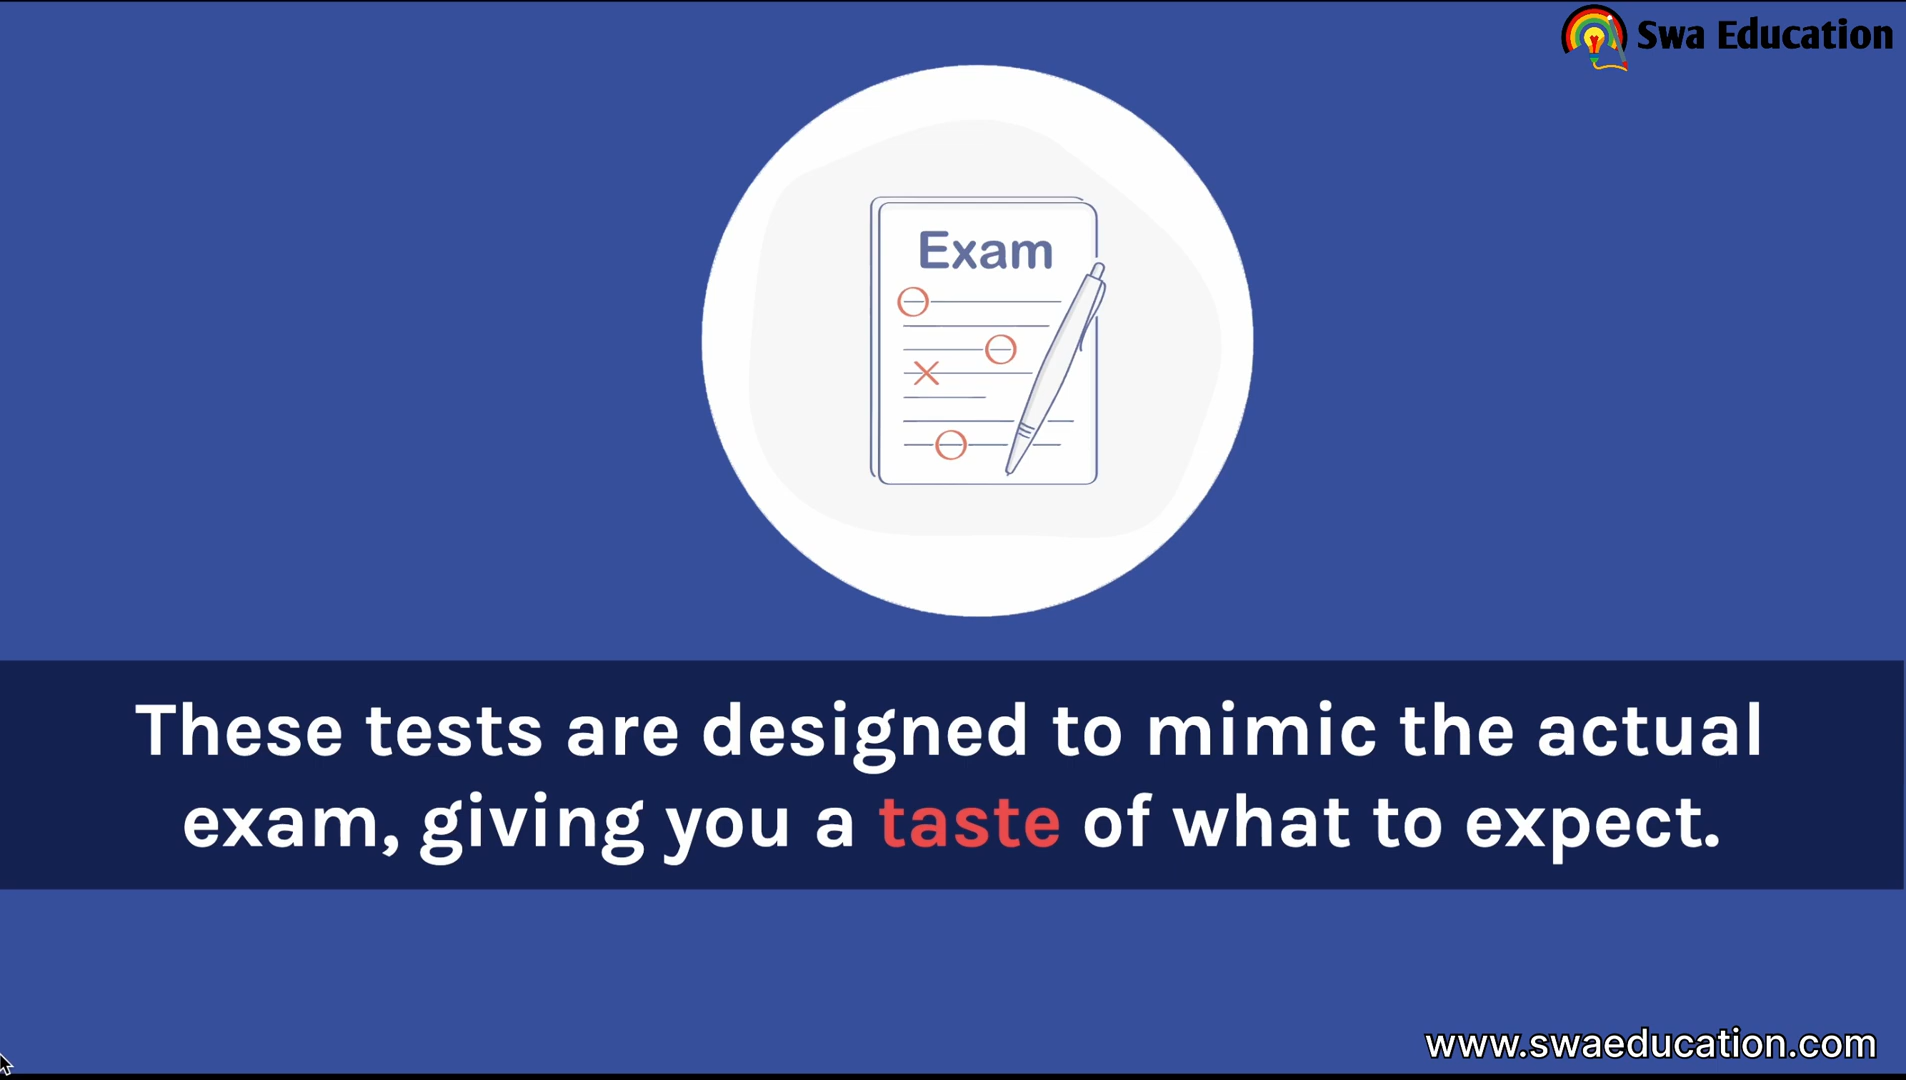 Swa Education
Exam
These tests are designed to mimic the actual
exam, giving you a taste of what to expect.
www.swaeducation.com